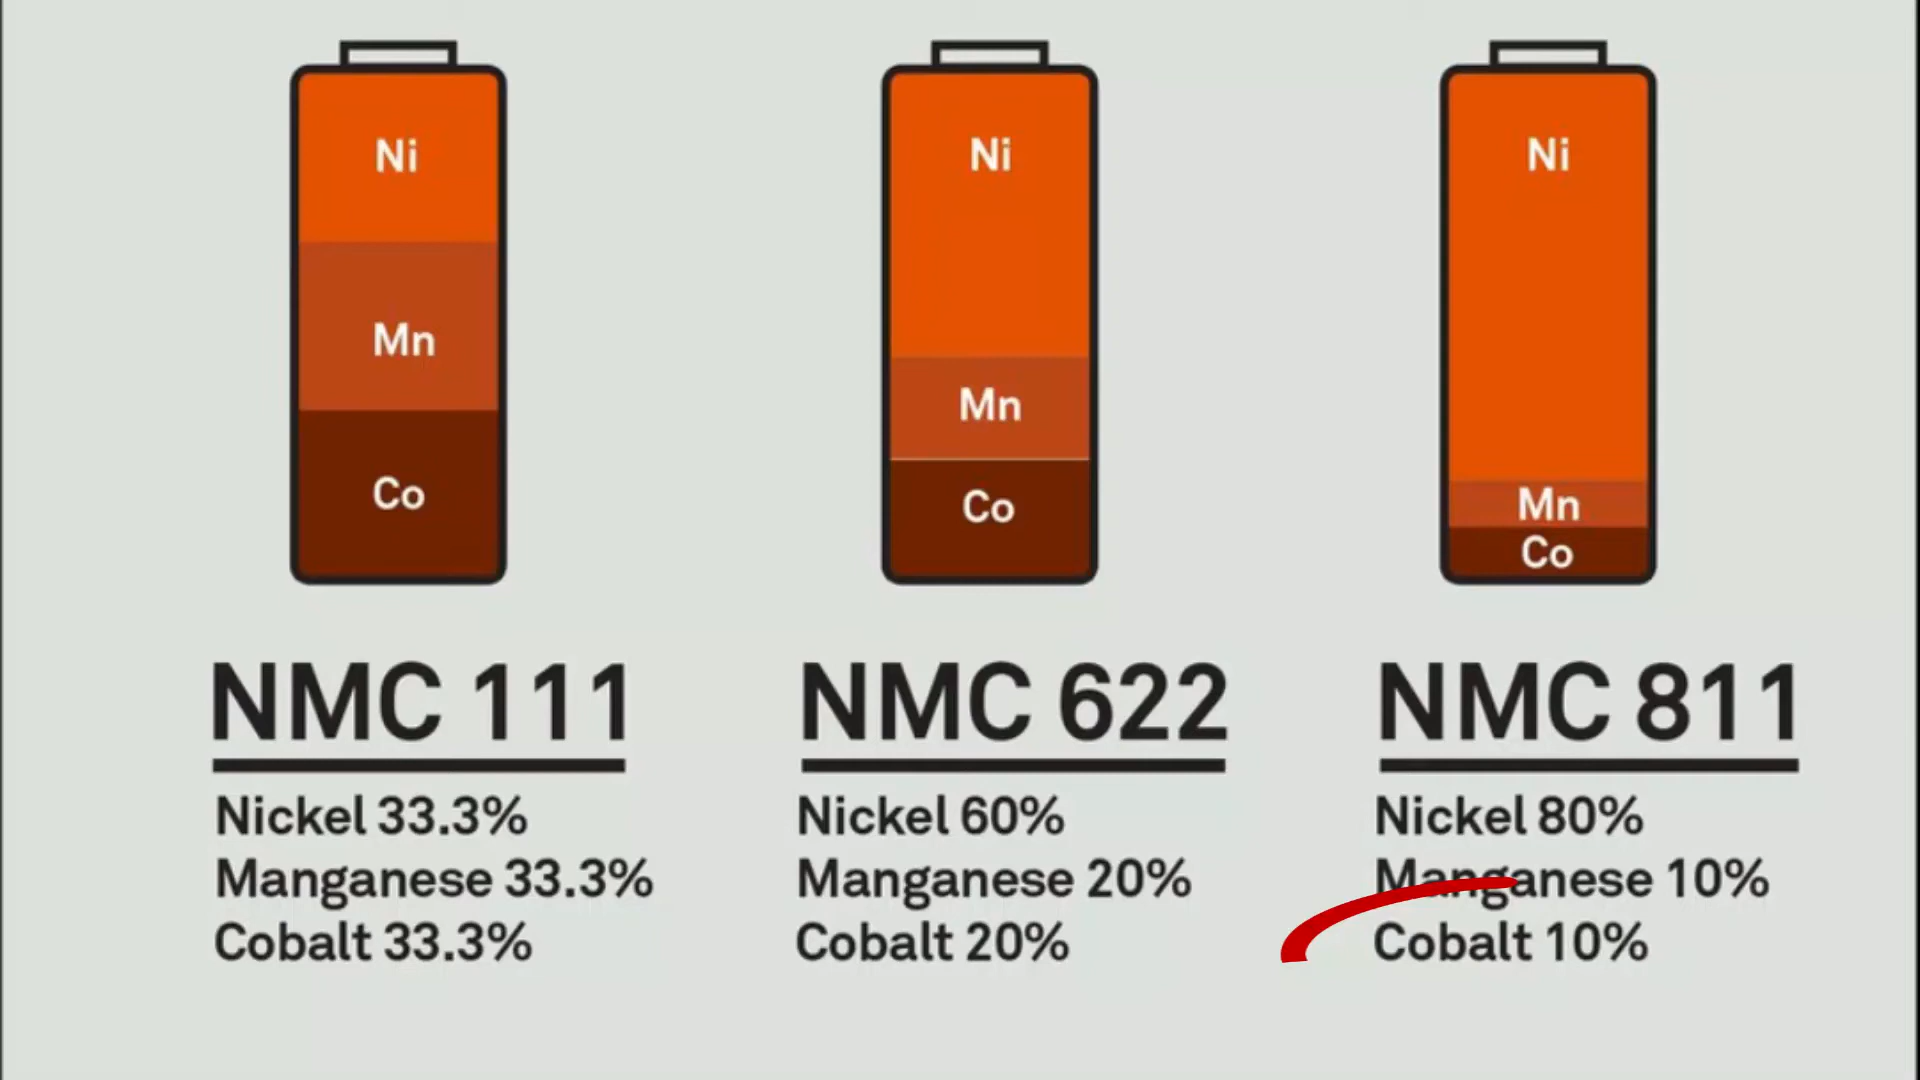 Ni
Mn
Co
NMC 111
Nickel 33.3%
Manganese 33.3%
Cobalt 33.3%
Ni
Mn
Co
NMC 622
Nickel 60%
Manganese 20%
Cobalt 20%
Ni
Mn
Co
NMC 811
Nickel 80%
Manganese 10%
Cobalt 10%